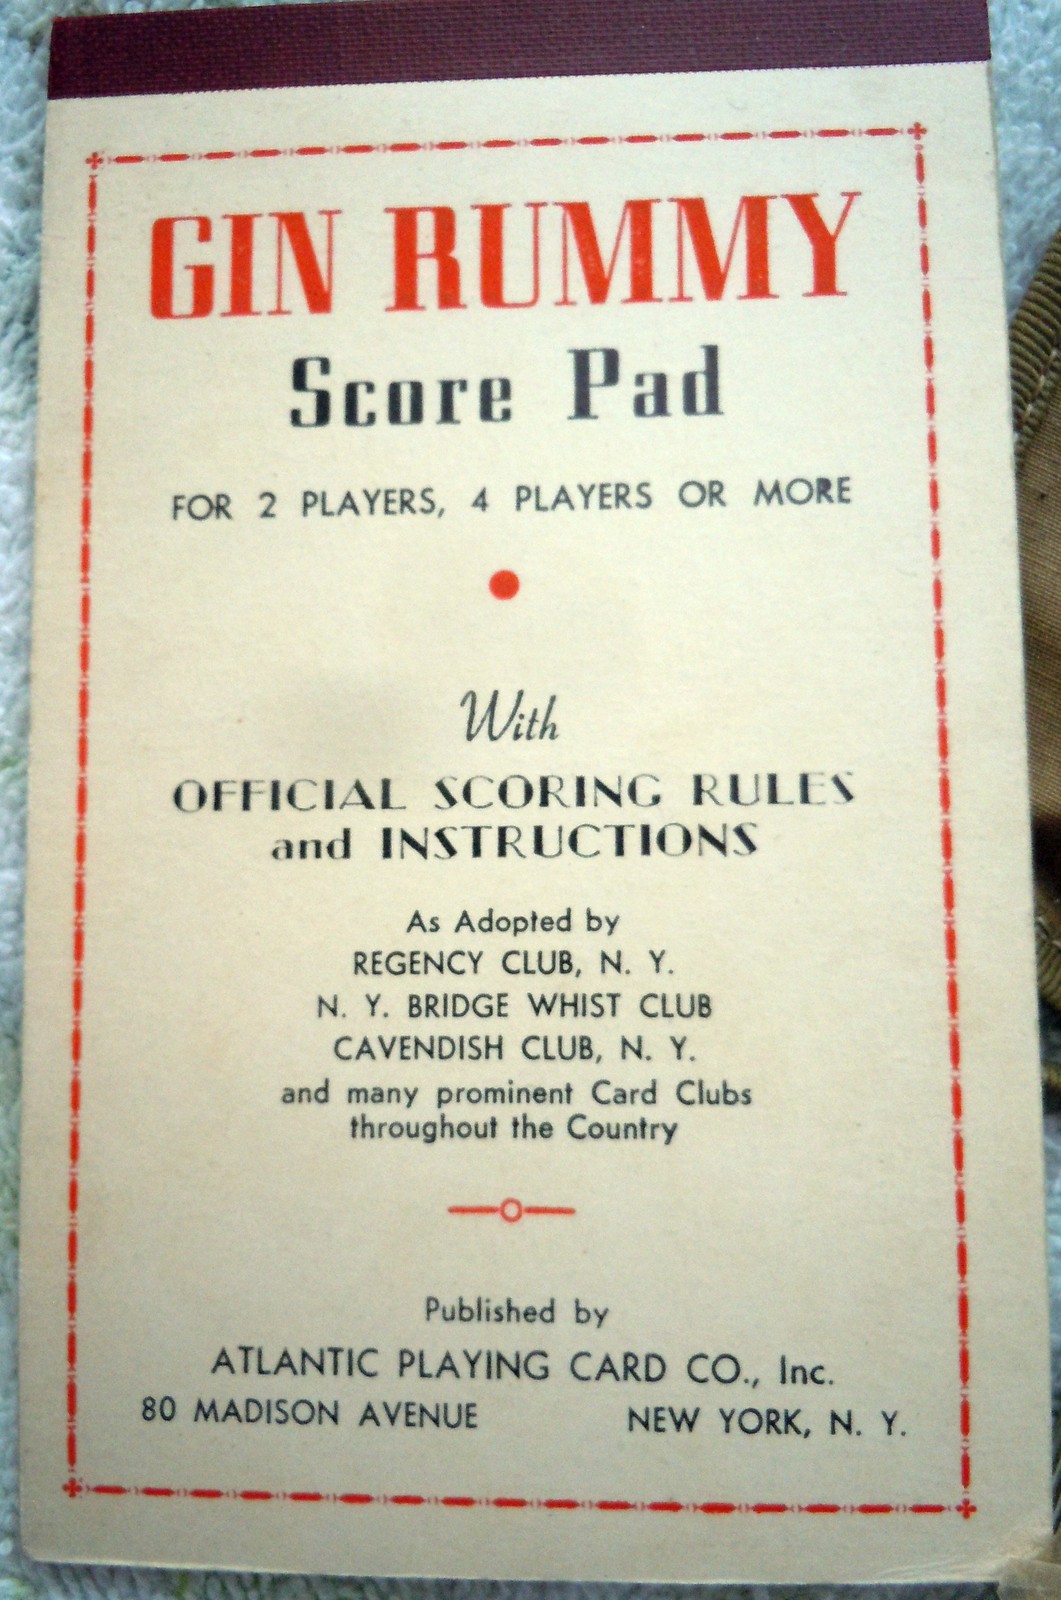 GIN RUMMY
Score Pad
FOR 2 PLAYERS, 4 PLAYERS OR MORE
With
OFFICIAL SCORING RULES
and INSTRUCTIONS
As Adopted by
REGENCY CLUB, N. Y.
N. Y. BRIDGE WHIST CLUB
CAVENDISH CLUB, N. Y.
and many prominent Card Clubs
throughout the Country
Published by
ATLANTIC PLAYING CARD CO., Inc.
80 MADISON AVENUE NEW YORK, N. Y.